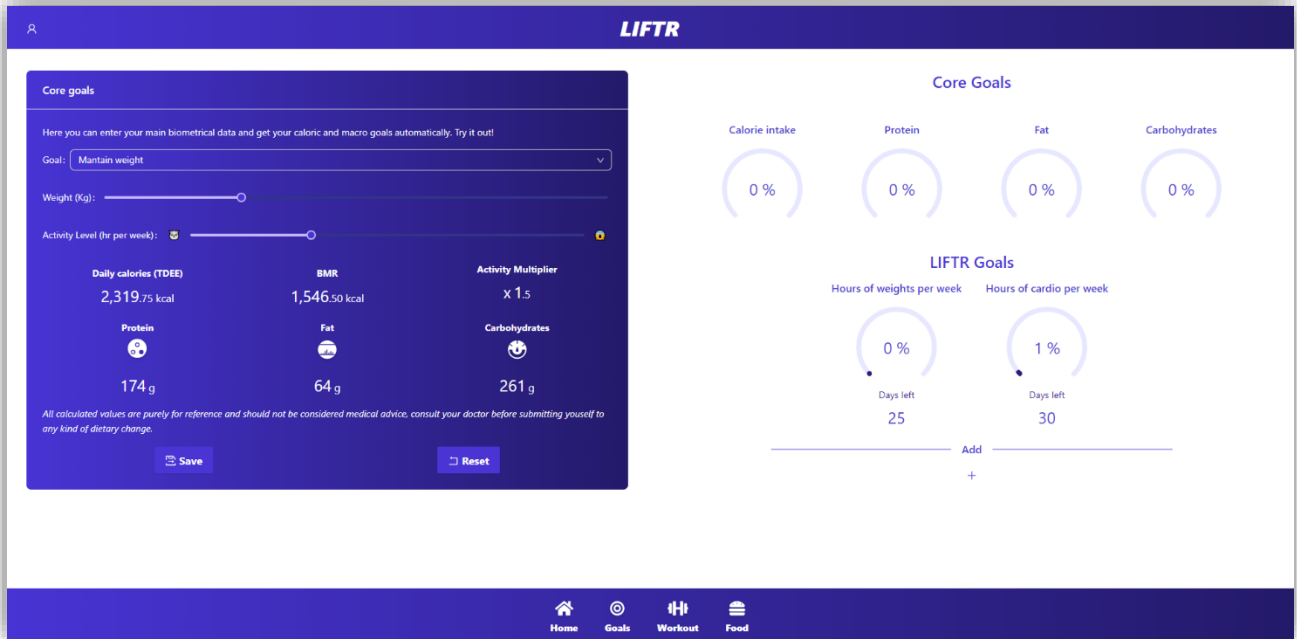 LIFTR
Core goals
Here you can enter your main biometrical data and get your caloric and macro goals automatically. Try it out!
Goal: Mantain weight
Weight (Kg):
Activity Level (hr per week):
Daily calories (TDEE) BMR Activity Multiplier
2,319.75 kcal 1,546.50 kcal x 1.5
Protein Fat Carbohydrates
174 g 64 g 261 g
All calculated values are purely for reference and should not be considered medical advice, consult your doctor before submitting youself to
any kind of dietary change.
Save Reset
Core Goals
Calorie intake Protein Fat Carbohydrates
0 % 0 % 0 % 0 %
LIFTR Goals
Hours of weights per week Hours of cardio per week
0 % 1 %
Days left Days left
25 30
Add
+
Home Goals Workout Food